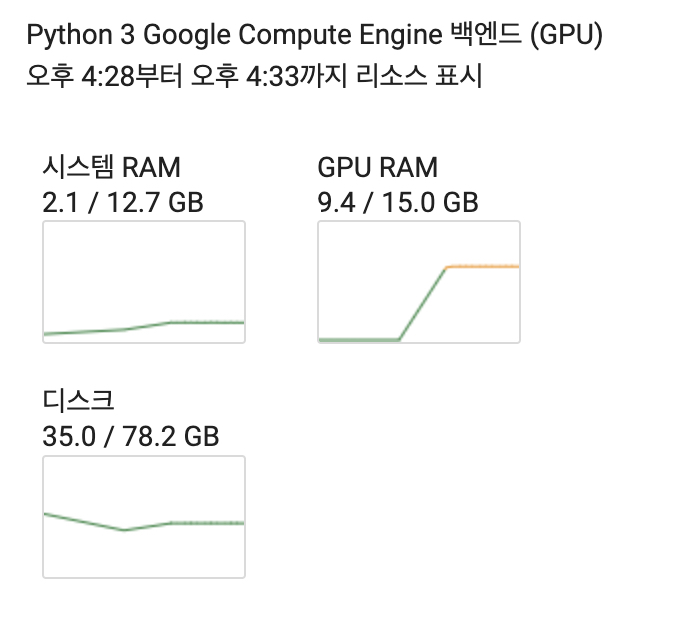 Python 3 Google Compute Engine 백엔드 (GPU)
오후 4:28부터 오후 4:33까지 리소스 표시
시스템 RAM
2.1 / 12.7 GB
GPU RAM
9.4 / 15.0 GB
디스크
35.0 / 78.2 GB